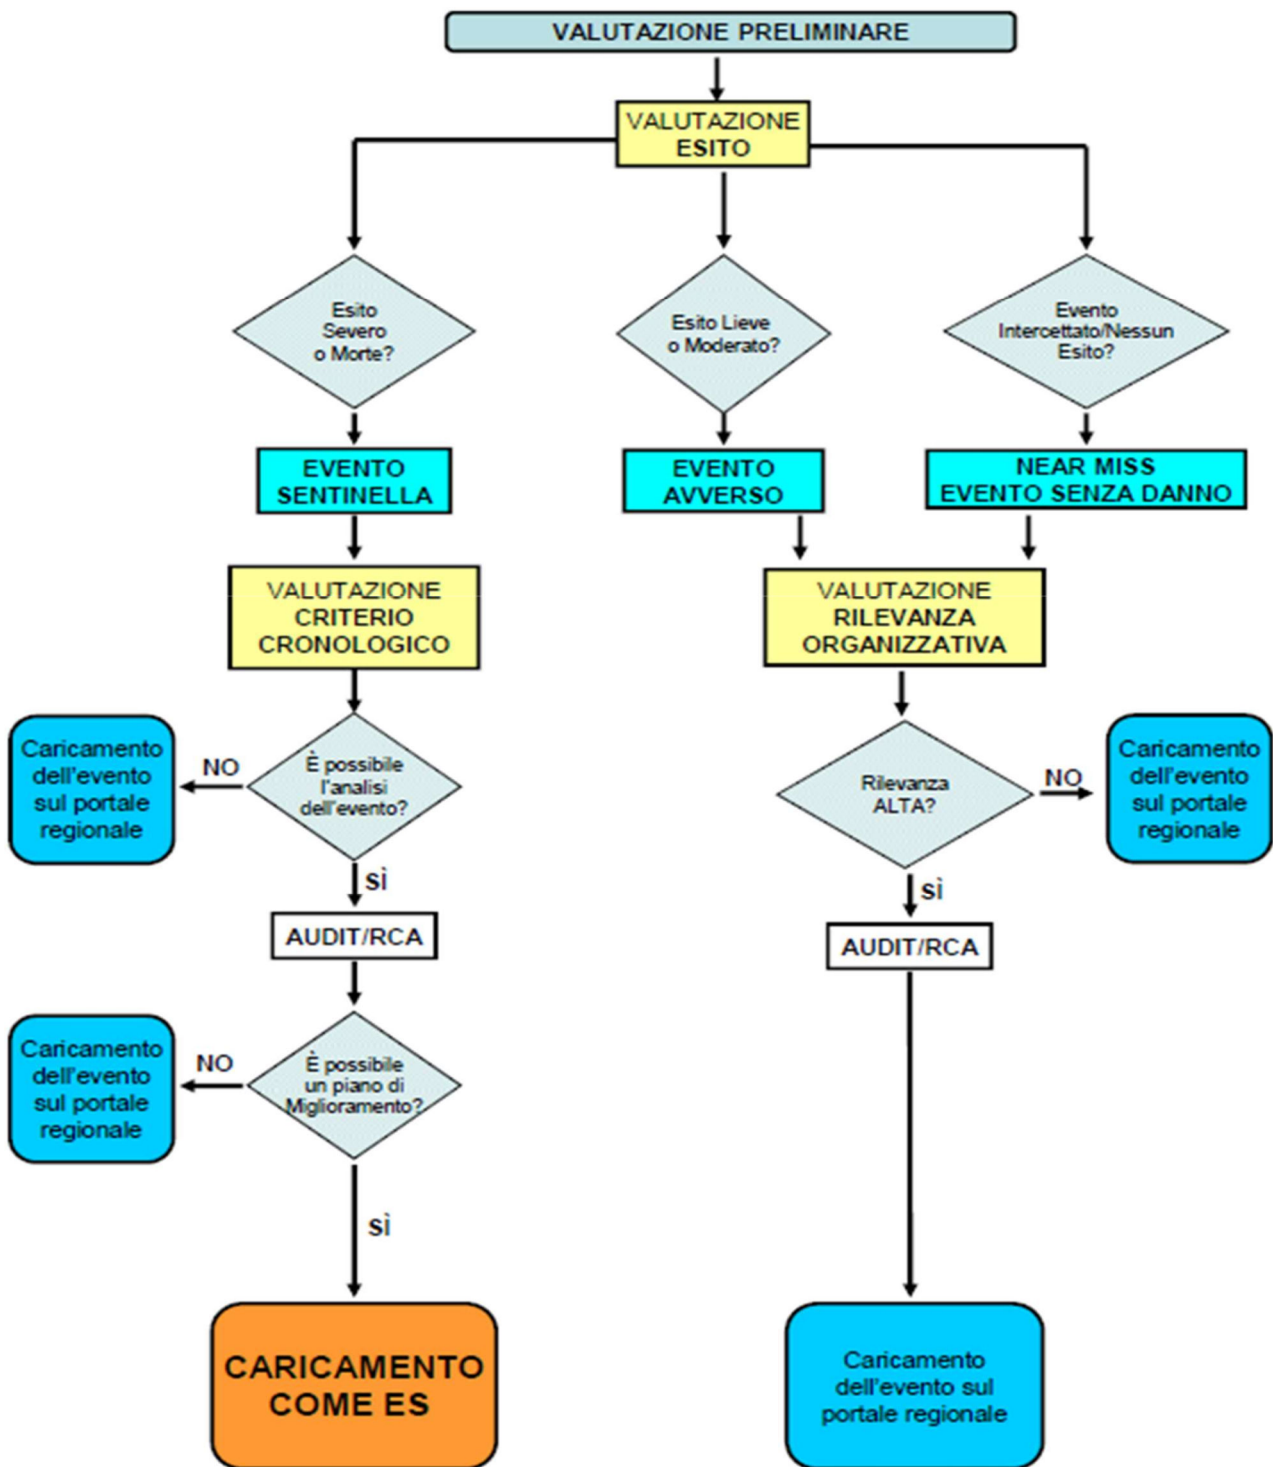 VALUTAZIONE PRELIMINARE
VALUTAZIONE
ESITO
Esito
Severo
o Morte?
Esito Lieve
o Moderato?
Evento
Intercettato/Nessun
Esito?
EVENTO
SENTINELLA
EVENTO
AVVERSO
NEAR MISS
EVENTO SENZA DANNO
VALUTAZIONE
CRITERIO
CRONOLOGICO
VALUTAZIONE
RILEVANZA
ORGANIZZATIVA
Caricamento
dell'evento
sul portale
regionale
NO
È possibile
l'analisi
dell'evento?
Rilevanza
ALTA?
NO
Caricamento
dell'evento
sul portale
regionale
SÌ
SÌ
AUDIT/RCA
AUDIT/RCA
Caricamento
dell'evento
sul portale
regionale
NO
È possibile
un piano di
Miglioramento?
SÌ
CARICAMENTO
COME ES
Caricamento
dell'evento sul
portale regionale